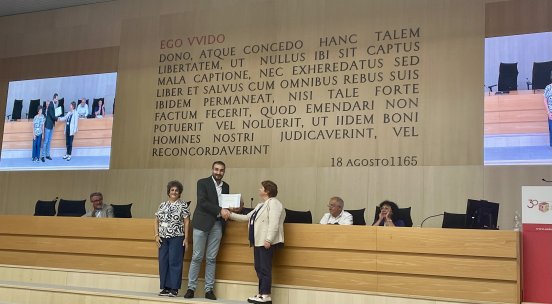 EGO VVIDO
DONO, ATQUE CONCEDO HANC TALEM
LIBERTATEM, UT NULLUS IBI SIT CAPTUS
MALA CAPTIONE, NEC EXHEREDATUS SED
LIBER ET SALVUS CUM OMNIBUS REBUS SUIS
IBIDEM PERMANEAT, NISI TALE FORTE
FACTUM FECERIT, QUOD EMENDARI NON
POTUERIT VEL NOLUERIT, UT IIDEM BONI
HOMINES NOSTRI JUDICAVERINT, VEL
RECONCORDAVERINT
18 AGOSTO1165
30